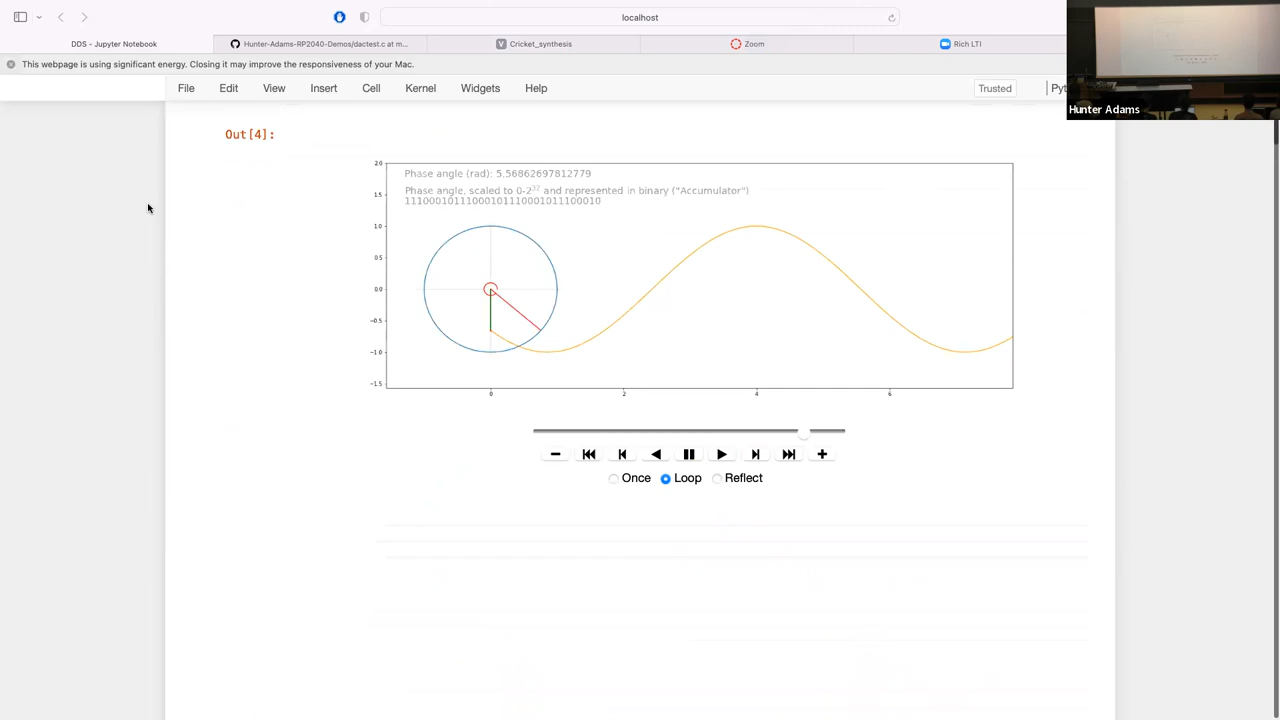 localhost
DDS - Jupyter Notebook
Hunter-Adams-RP2040-Demos/dactest.c at m...
Cricket_synthesis
Zoom
Rich LTI
This webpage is using significant energy. Closing it may improve the responsiveness of your Mac.
File Edit View Insert Cell Kernel Widgets Help Trusted Pyt
Hunter Adams
Out[4]:
Phase angle (rad): 5.56862697812779
Phase angle, scaled to 0-2³² and represented in binary ("Accumulator")
11100010111000101110001011100010
2.0
1.5
1.0
0.5
0.0
−0.5
−1.0
−1.5
0 2 4 6
Once Loop Reflect